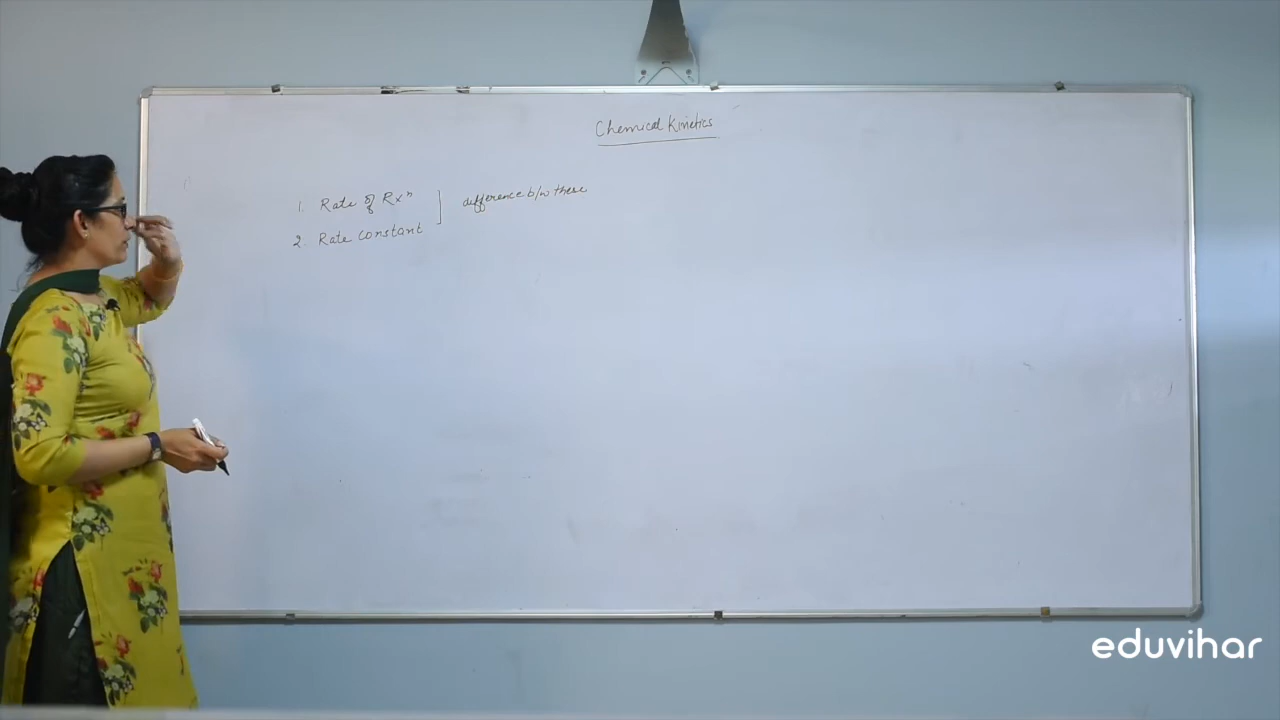 Chemical Kinetics
1. Rate of Rxⁿ ] difference b/w these
2. Rate constant
eduvihar